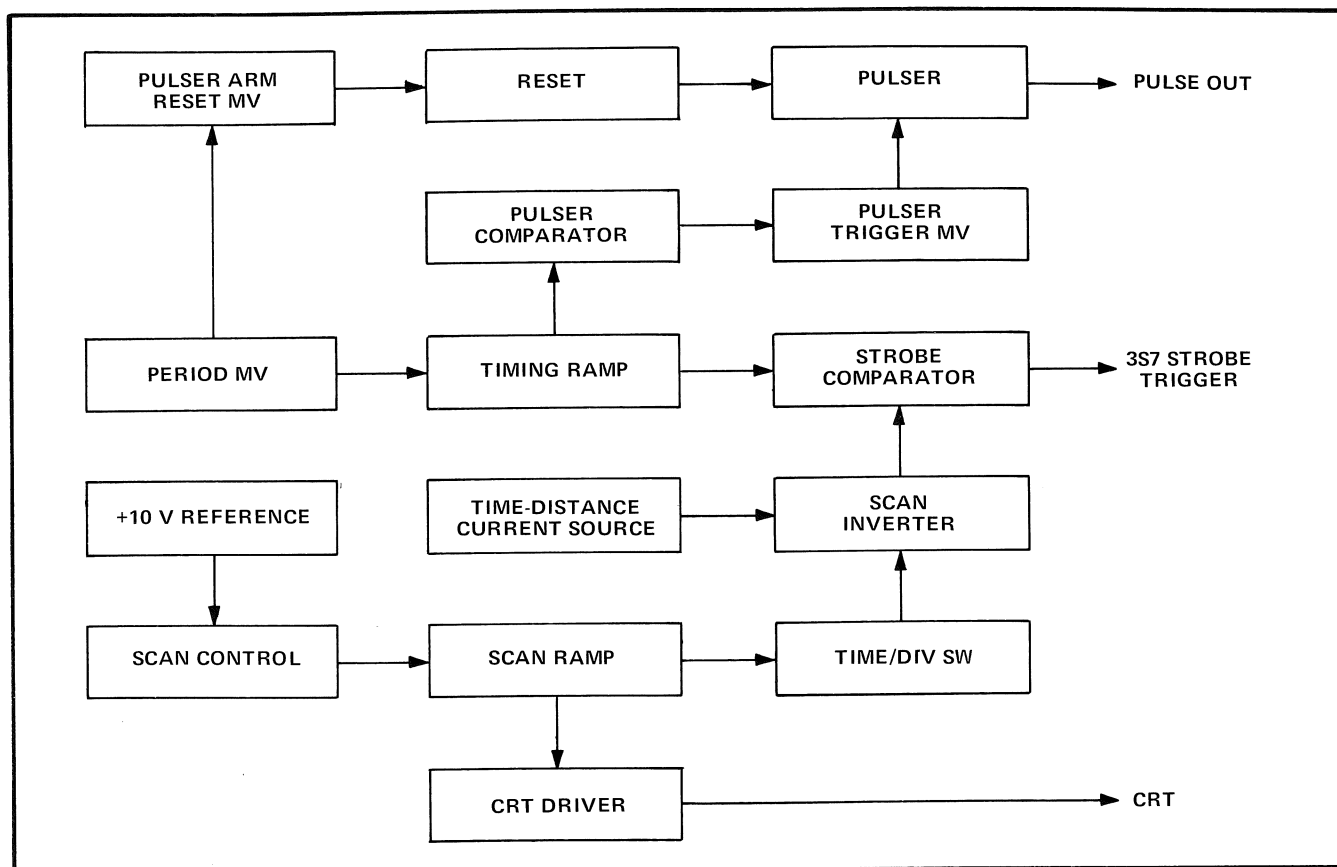 PULSER ARM
RESET MV
RESET
PULSER
PULSE OUT
PULSER
COMPARATOR
PULSER
TRIGGER MV
PERIOD MV
TIMING RAMP
STROBE
COMPARATOR
3S7 STROBE
TRIGGER
+10 V REFERENCE
TIME-DISTANCE
CURRENT SOURCE
SCAN
INVERTER
SCAN CONTROL
SCAN RAMP
TIME/DIV SW
CRT DRIVER
CRT